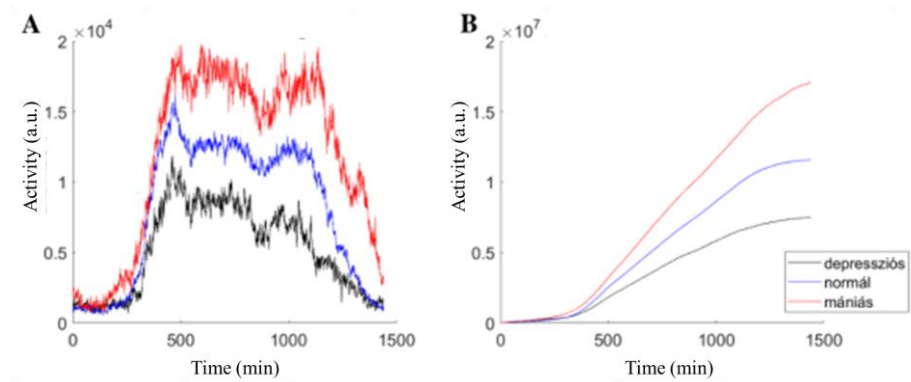 A
×10⁴
2
1.5
1
0.5
0
0
500
1000
1500
Activity (a.u.)
Time (min)
B
×10⁷
2
1.5
1
0.5
0
0
500
1000
1500
Activity (a.u.)
Time (min)
depressziós
normál
mániás